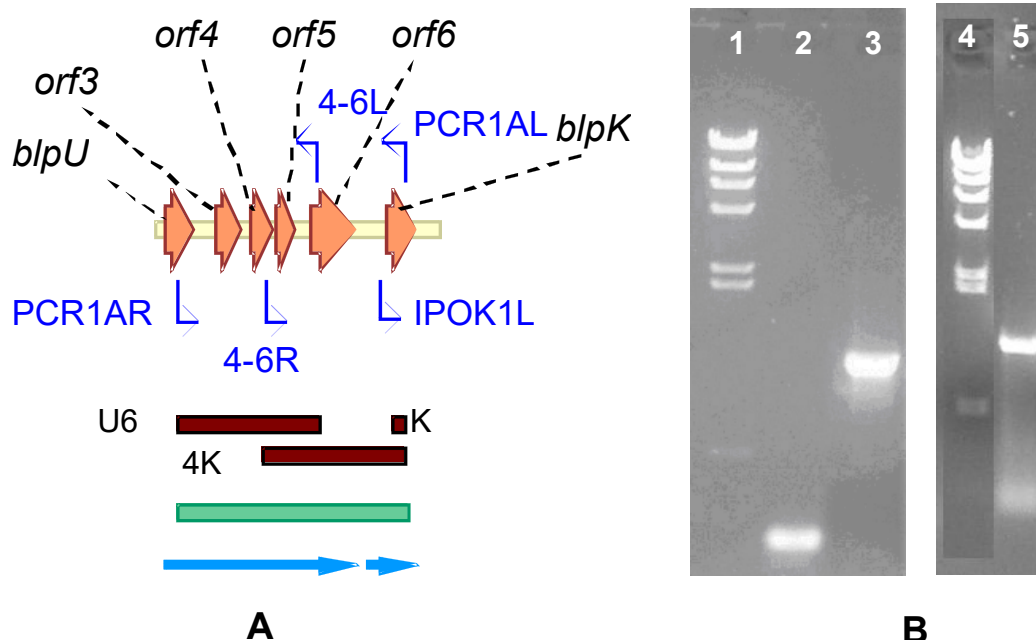 orf4 orf5 orf6
orf3
blpU
4-6L
PCR1AL
blpK
PCR1AR
4-6R
IPOK1L
U6
K
4K
A
1 2 3
4 5
B